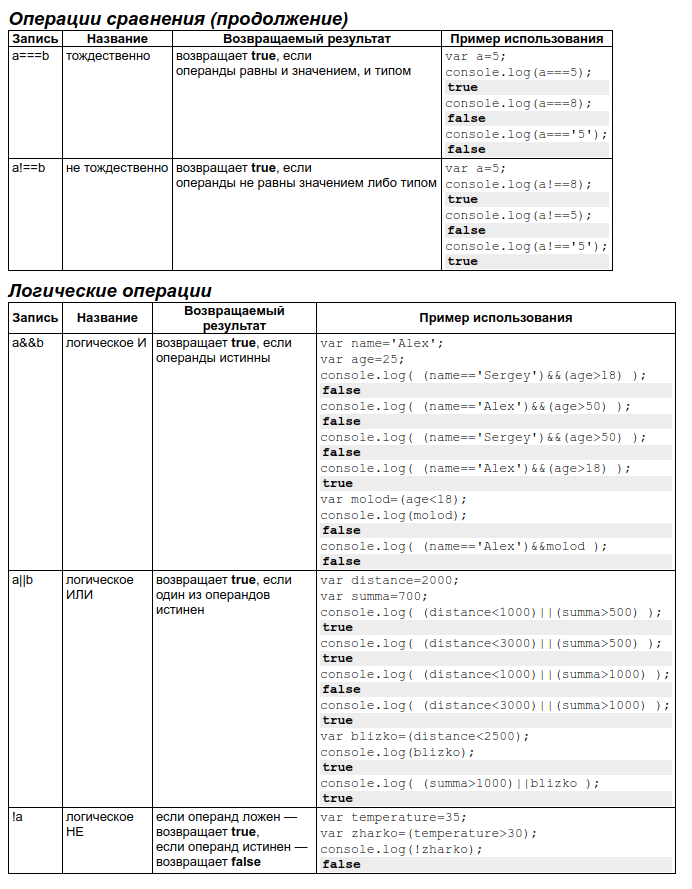 Операции сравнения (продолжение)
Запись Название Возвращаемый результат Пример использования
a===b тождественно возвращает true, если
операнды равны и значением, и типом
var a=5;
console.log(a===5);
true
console.log(a===8);
false
console.log(a==='5');
false
a!==b не тождественно возвращает true, если
операнды не равны значением либо типом
var a=5;
console.log(a!==8);
true
console.log(a!==5);
false
console.log(a!=='5');
true
Логические операции
Запись Название Возвращаемый
результат
Пример использования
a&&b логическое И возвращает true, если
операнды истинны
var name='Alex';
var age=25;
console.log( (name=='Sergey')&&(age>18) );
false
console.log( (name=='Alex')&&(age>50) );
false
console.log( (name=='Sergey')&&(age>50) );
false
console.log( (name=='Alex')&&(age>18) );
true
var molod=(age<18);
console.log(molod);
false
console.log( (name=='Alex')&&molod );
false
a||b логическое
ИЛИ
возвращает true, если
один из операндов
истинен
var distance=2000;
var summa=700;
console.log( (distance<1000)||(summa>500) );
true
console.log( (distance<3000)||(summa>500) );
true
console.log( (distance<1000)||(summa>1000) );
false
console.log( (distance<3000)||(summa>1000) );
true
var blizko=(distance<2500);
console.log(blizko);
true
console.log( (summa>1000)||blizko );
true
!a логическое
НЕ
если операнд ложен —
возвращает true,
если операнд истинен —
возвращает false
var temperature=35;
var zharko=(temperature>30);
console.log(!zharko);
false